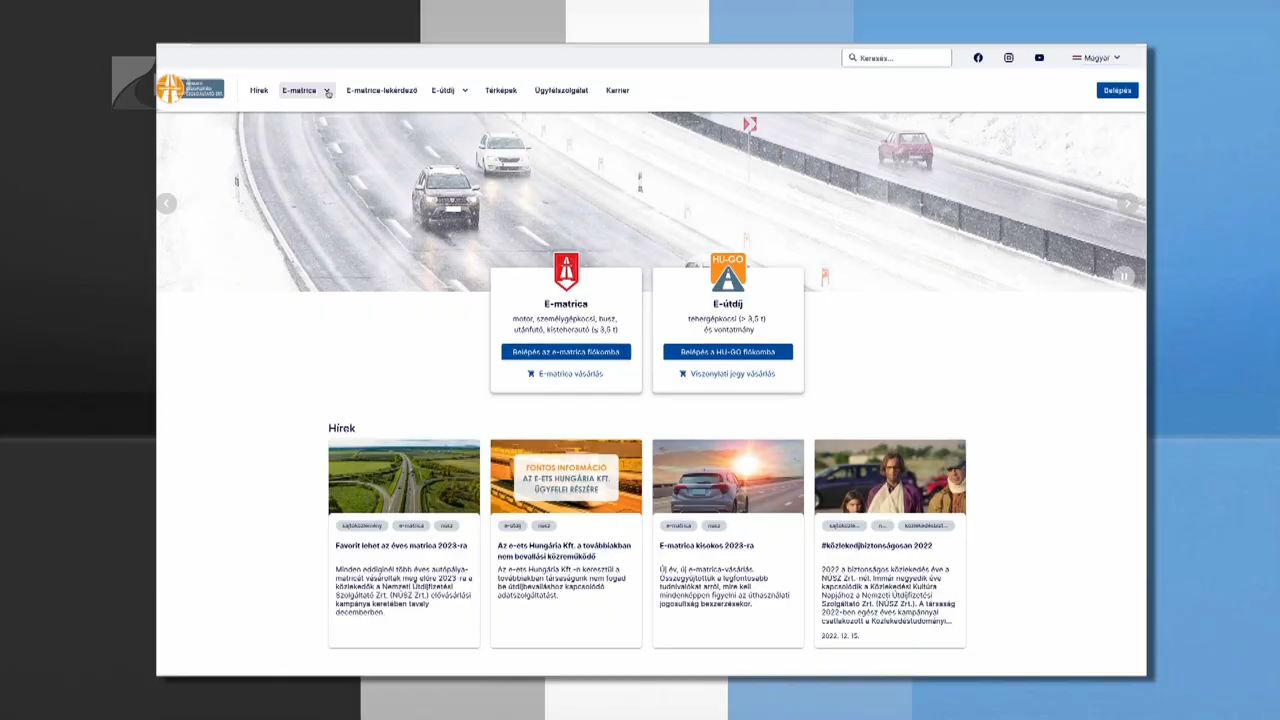 Keresés...
Magyar
Hírek
E-matrica
E-matrica-lekérdező
E-útdíj
Térképek
Ügyfélszolgálat
Karrier
Belépés
HU-GO
E-matrica
motor, személygépkocsi, busz,
utánfutó, kisteherautó (≤ 3,5 t)
Belépés az e-matrica fiókomba
E-matrica vásárlás
E-útdíj
tehergépkocsi (> 3,5 t)
és vontatmány
Belépés a HU-GO fiókomba
Viszonylati jegy vásárlás
Hírek
sajtóközlemény
e-matrica
nusz
Favorit lehet az éves matrica 2023-ra
Minden eddiginél több éves autópálya-
matricát vásároltak meg előre 2023-ra a
közlekedők a Nemzeti Útdíjfizetési
Szolgáltató Zrt. (NÚSZ Zrt.) elővásárlási
kampánya keretében tavaly
decemberben.
FONTOS INFORMÁCIÓ
AZ E-ETS HUNGÁRIA KFT.
ÜGYFELEI RÉSZÉRE
e-útdíj
nusz
Az e-ets Hungária Kft. a továbbiakban
nem bevallási közreműködő
Az e-ets Hungária Kft.-n keresztül a
továbbiakban társaságunk nem fogad
be útdíjbevalláshoz kapcsolódó
adatszolgáltatást.
e-matrica
nusz
E-matrica kisokos 2023-ra
Új év, új e-matrica-vásárlás.
Összegyűjtöttük a legfontosabb
tudnivalókat arról, mire kell
mindenképpen figyelni az úthasználati
jogosultság beszerzésekor.
sajtóközle...
n...
közlekedésbizt...
#közlekedjbiztonságosan 2022
2022 a biztonságos közlekedés éve a
NÚSZ Zrt.-nél. Immár negyedik éve
kapcsolódik a Közlekedési Kultúra
Napjához a Nemzeti Útdíjfizetési
Szolgáltató Zrt. (NÚSZ Zrt.). A társaság
2022-ben egész éves kampánnyal
csatlakozott a Közlekedéstudományi...
2022. 12. 15.